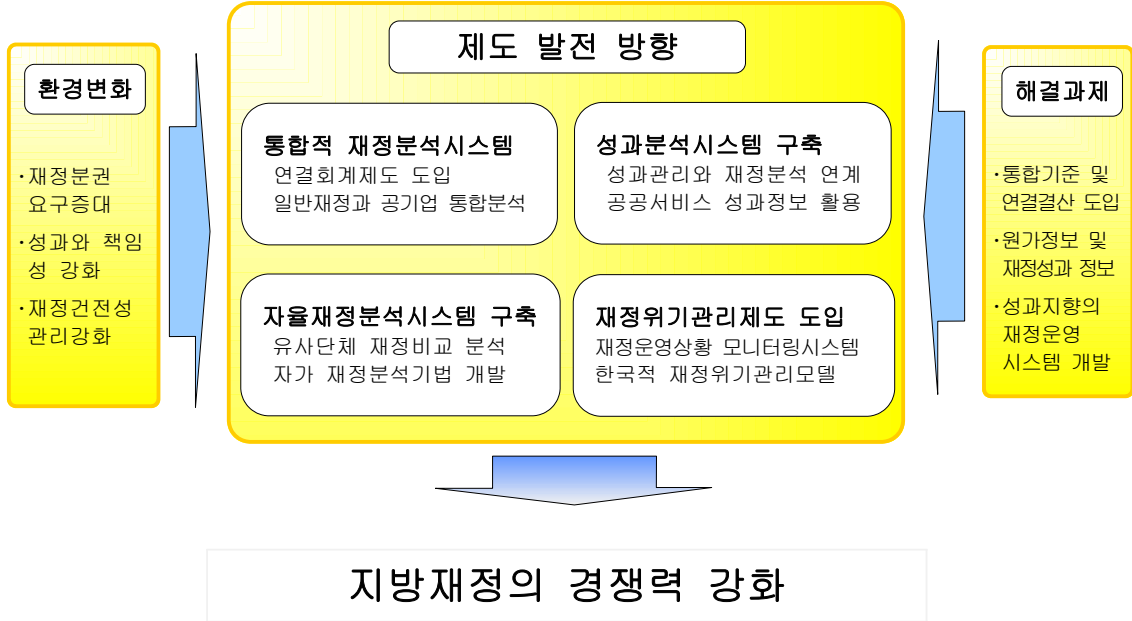 제도 발전 방향
환경변화
·재정분권
요구증대
·성과와 책임
성 강화
·재정건전성
관리강화
통합적 재정분석시스템
연결회계제도 도입
일반재정과 공기업 통합분석
성과분석시스템 구축
성과관리와 재정분석 연계
공공서비스 성과정보 활용
자율재정분석시스템 구축
유사단체 재정비교 분석
자가 재정분석기법 개발
재정위기관리제도 도입
재정운영상황 모니터링시스템
한국적 재정위기관리모델
해결과제
·통합기준 및
연결결산 도입
·원가정보 및
재정성과 정보
·성과지향의
재정운영
시스템 개발
지방재정의 경쟁력 강화